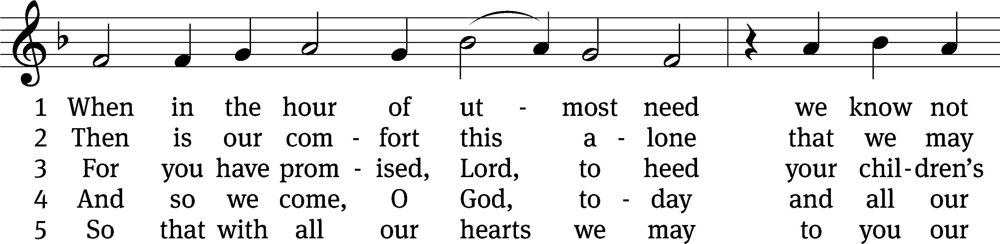 1 When in the hour of ut - most need we know not
2 Then is our com - fort this a - lone that we may
3 For you have prom - ised, Lord, to heed your chil - dren’s
4 And so we come, O God, to - day and all our
5 So that with all our hearts we may to you our